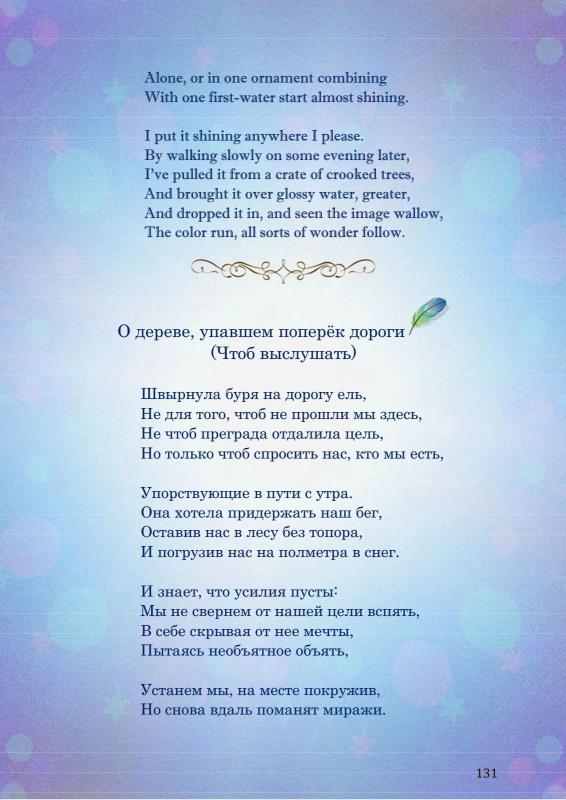 Alone, or in one ornament combining
With one first-water start almost shining.

I put it shining anywhere I please.
By walking slowly on some evening later,
I've pulled it from a crate of crooked trees,
And brought it over glossy water, greater,
And dropped it in, and seen the image wallow,
The color run, all sorts of wonder follow.

О дереве, упавшем поперёк дороги
(Чтоб выслушать)

Швырнула буря на дорогу ель,
Не для того, чтоб не прошли мы здесь,
Не чтоб преграда отдалила цель,
Но только чтоб спросить нас, кто мы есть,

Упорствующие в пути с утра.
Она хотела придержать наш бег,
Оставив нас в лесу без топора,
И погрузив нас на полметра в снег.

И знает, что усилия пусты:
Мы не свернем от нашей цели вспять,
В себе скрывая от нее мечты,
Пытаясь необъятное объять,

Устанем мы, на месте покружив,
Но снова вдаль поманят миражи.

131